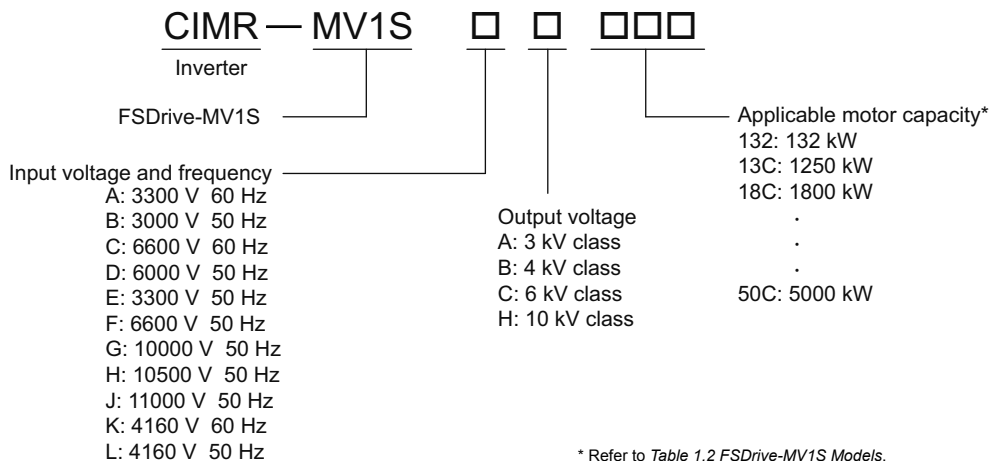 CIMR — MV1S □ □ □□□
Inverter
FSDrive-MV1S
Input voltage and frequency
A: 3300 V 60 Hz
B: 3000 V 50 Hz
C: 6600 V 60 Hz
D: 6000 V 50 Hz
E: 3300 V 50 Hz
F: 6600 V 50 Hz
G: 10000 V 50 Hz
H: 10500 V 50 Hz
J: 11000 V 50 Hz
K: 4160 V 60 Hz
L: 4160 V 50 Hz
Output voltage
A: 3 kV class
B: 4 kV class
C: 6 kV class
H: 10 kV class
Applicable motor capacity*
132: 132 kW
13C: 1250 kW
18C: 1800 kW
·
·
·
50C: 5000 kW
* Refer to Table 1.2 FSDrive-MV1S Models.